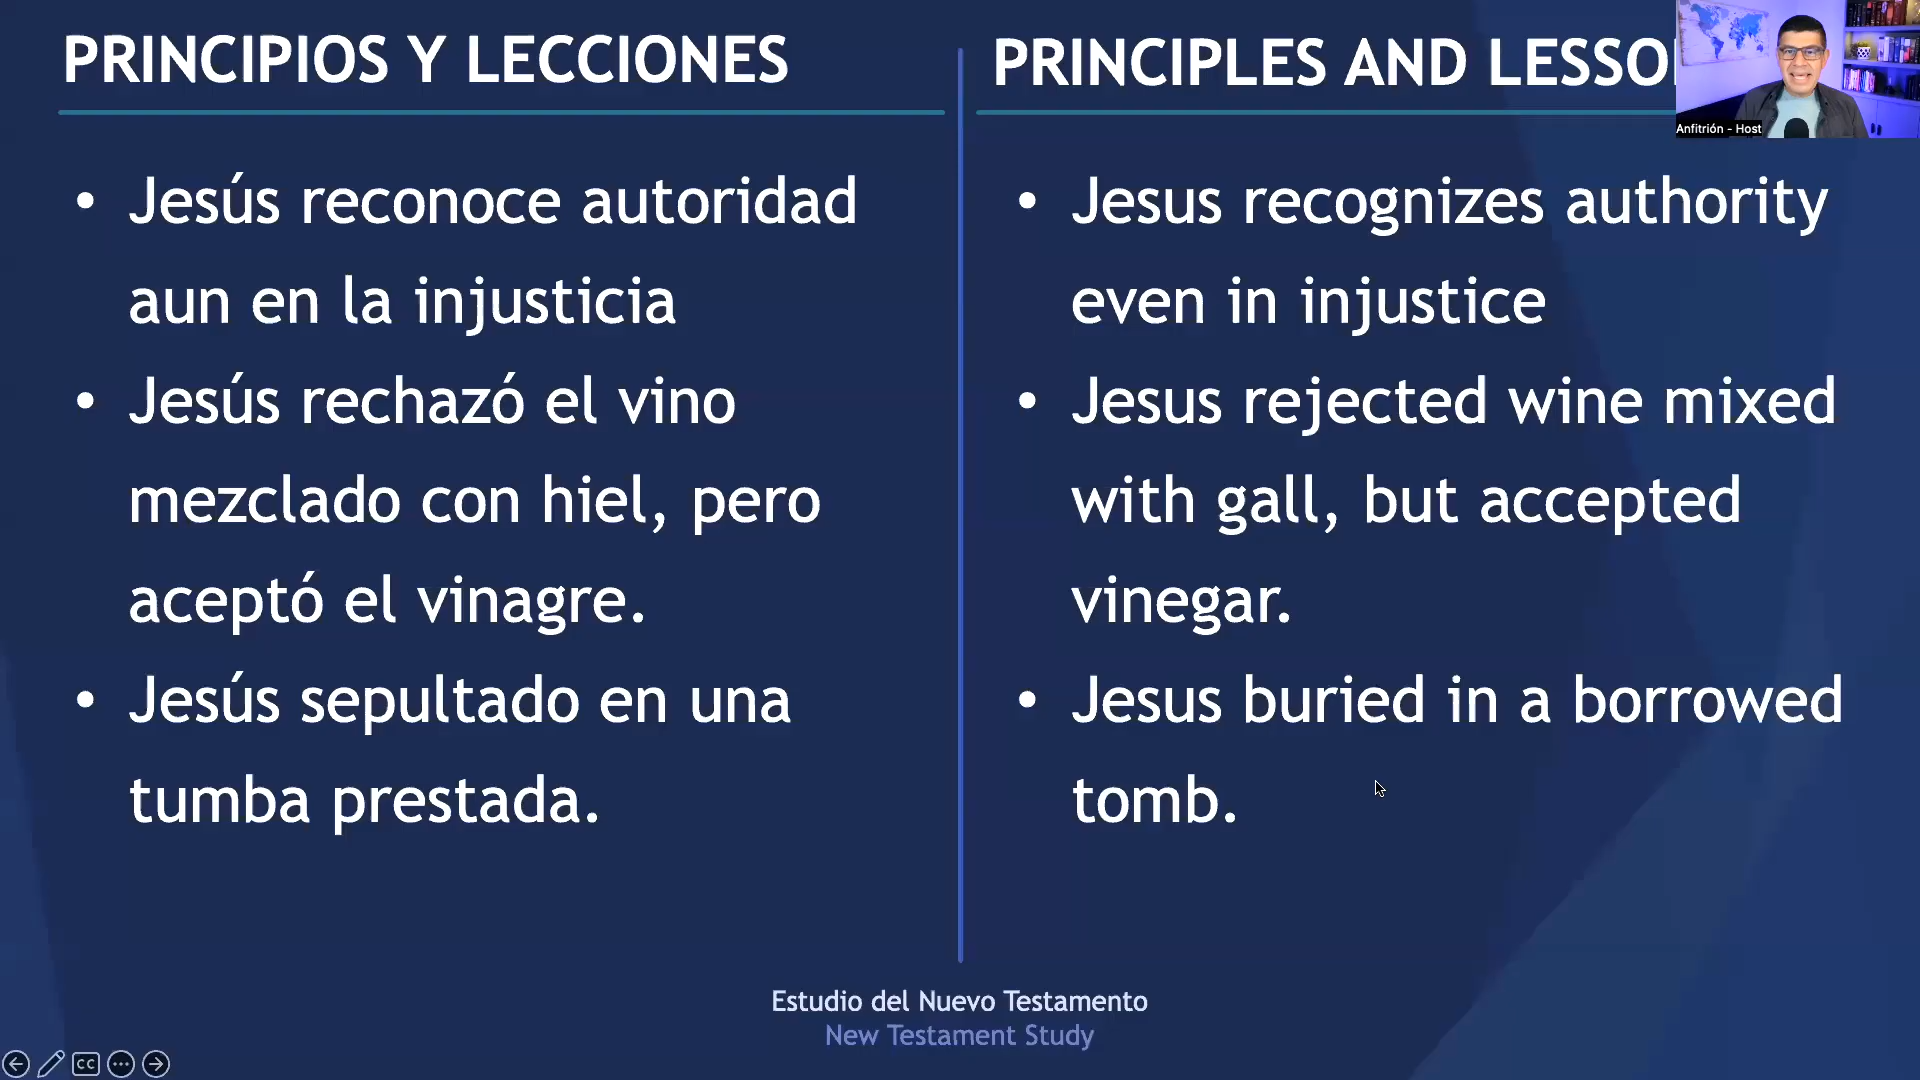 PRINCIPIOS Y LECCIONES
• Jesús reconoce autoridad
aun en la injusticia
• Jesús rechazó el vino
mezclado con hiel, pero
aceptó el vinagre.
• Jesús sepultado en una
tumba prestada.
PRINCIPLES AND LESSO
• Jesus recognizes authority
even in injustice
• Jesus rejected wine mixed
with gall, but accepted
vinegar.
• Jesus buried in a borrowed
tomb.
Anfitrión - Host
Estudio del Nuevo Testamento
New Testament Study
CC